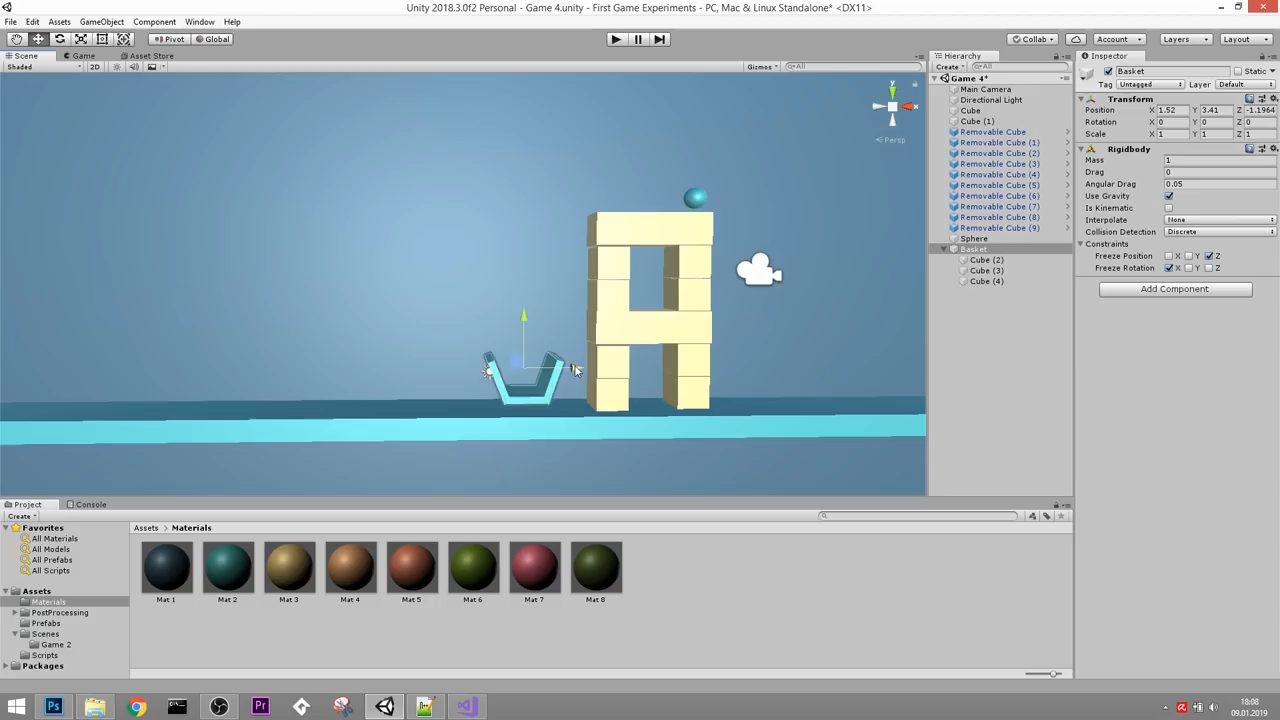 Unity 2018.3.0f2 Personal - Game 4.unity - First Game Experiments - PC, Mac & Linux Standalone* <DX11>
File Edit Assets GameObject Component Window Help
Pivot Global Collab Account Layers Layout
Scene Game Asset Store
Shaded 2D Gizmos All
y
x
Persp
Hierarchy
Create All
Game 4*
Main Camera
Directional Light
Cube
Cube (1)
Removable Cube
Removable Cube (1)
Removable Cube (2)
Removable Cube (3)
Removable Cube (4)
Removable Cube (5)
Removable Cube (6)
Removable Cube (7)
Removable Cube (8)
Removable Cube (9)
Sphere
Basket
Cube (2)
Cube (3)
Cube (4)
Inspector
Basket Static
Tag Untagged Layer Default
Transform
Position X 1.52 Y 3.41 Z -1.1964
Rotation X 0 Y 0 Z 0
Scale X 1 Y 1 Z 1
Rigidbody
Mass 1
Drag 0
Angular Drag 0.05
Use Gravity
Is Kinematic
Interpolate None
Collision Detection Discrete
Constraints
Freeze Position X Y Z
Freeze Rotation X Y Z
Add Component
Project Console
Create
Favorites
All Materials
All Models
All Prefabs
All Scripts
Assets
Materials
PostProcessing
Prefabs
Scenes
Game 2
Scripts
Packages
Assets > Materials
Mat 1 Mat 2 Mat 3 Mat 4 Mat 5 Mat 6 Mat 7 Mat 8
Ps
Pr
18:08
09.01.2019